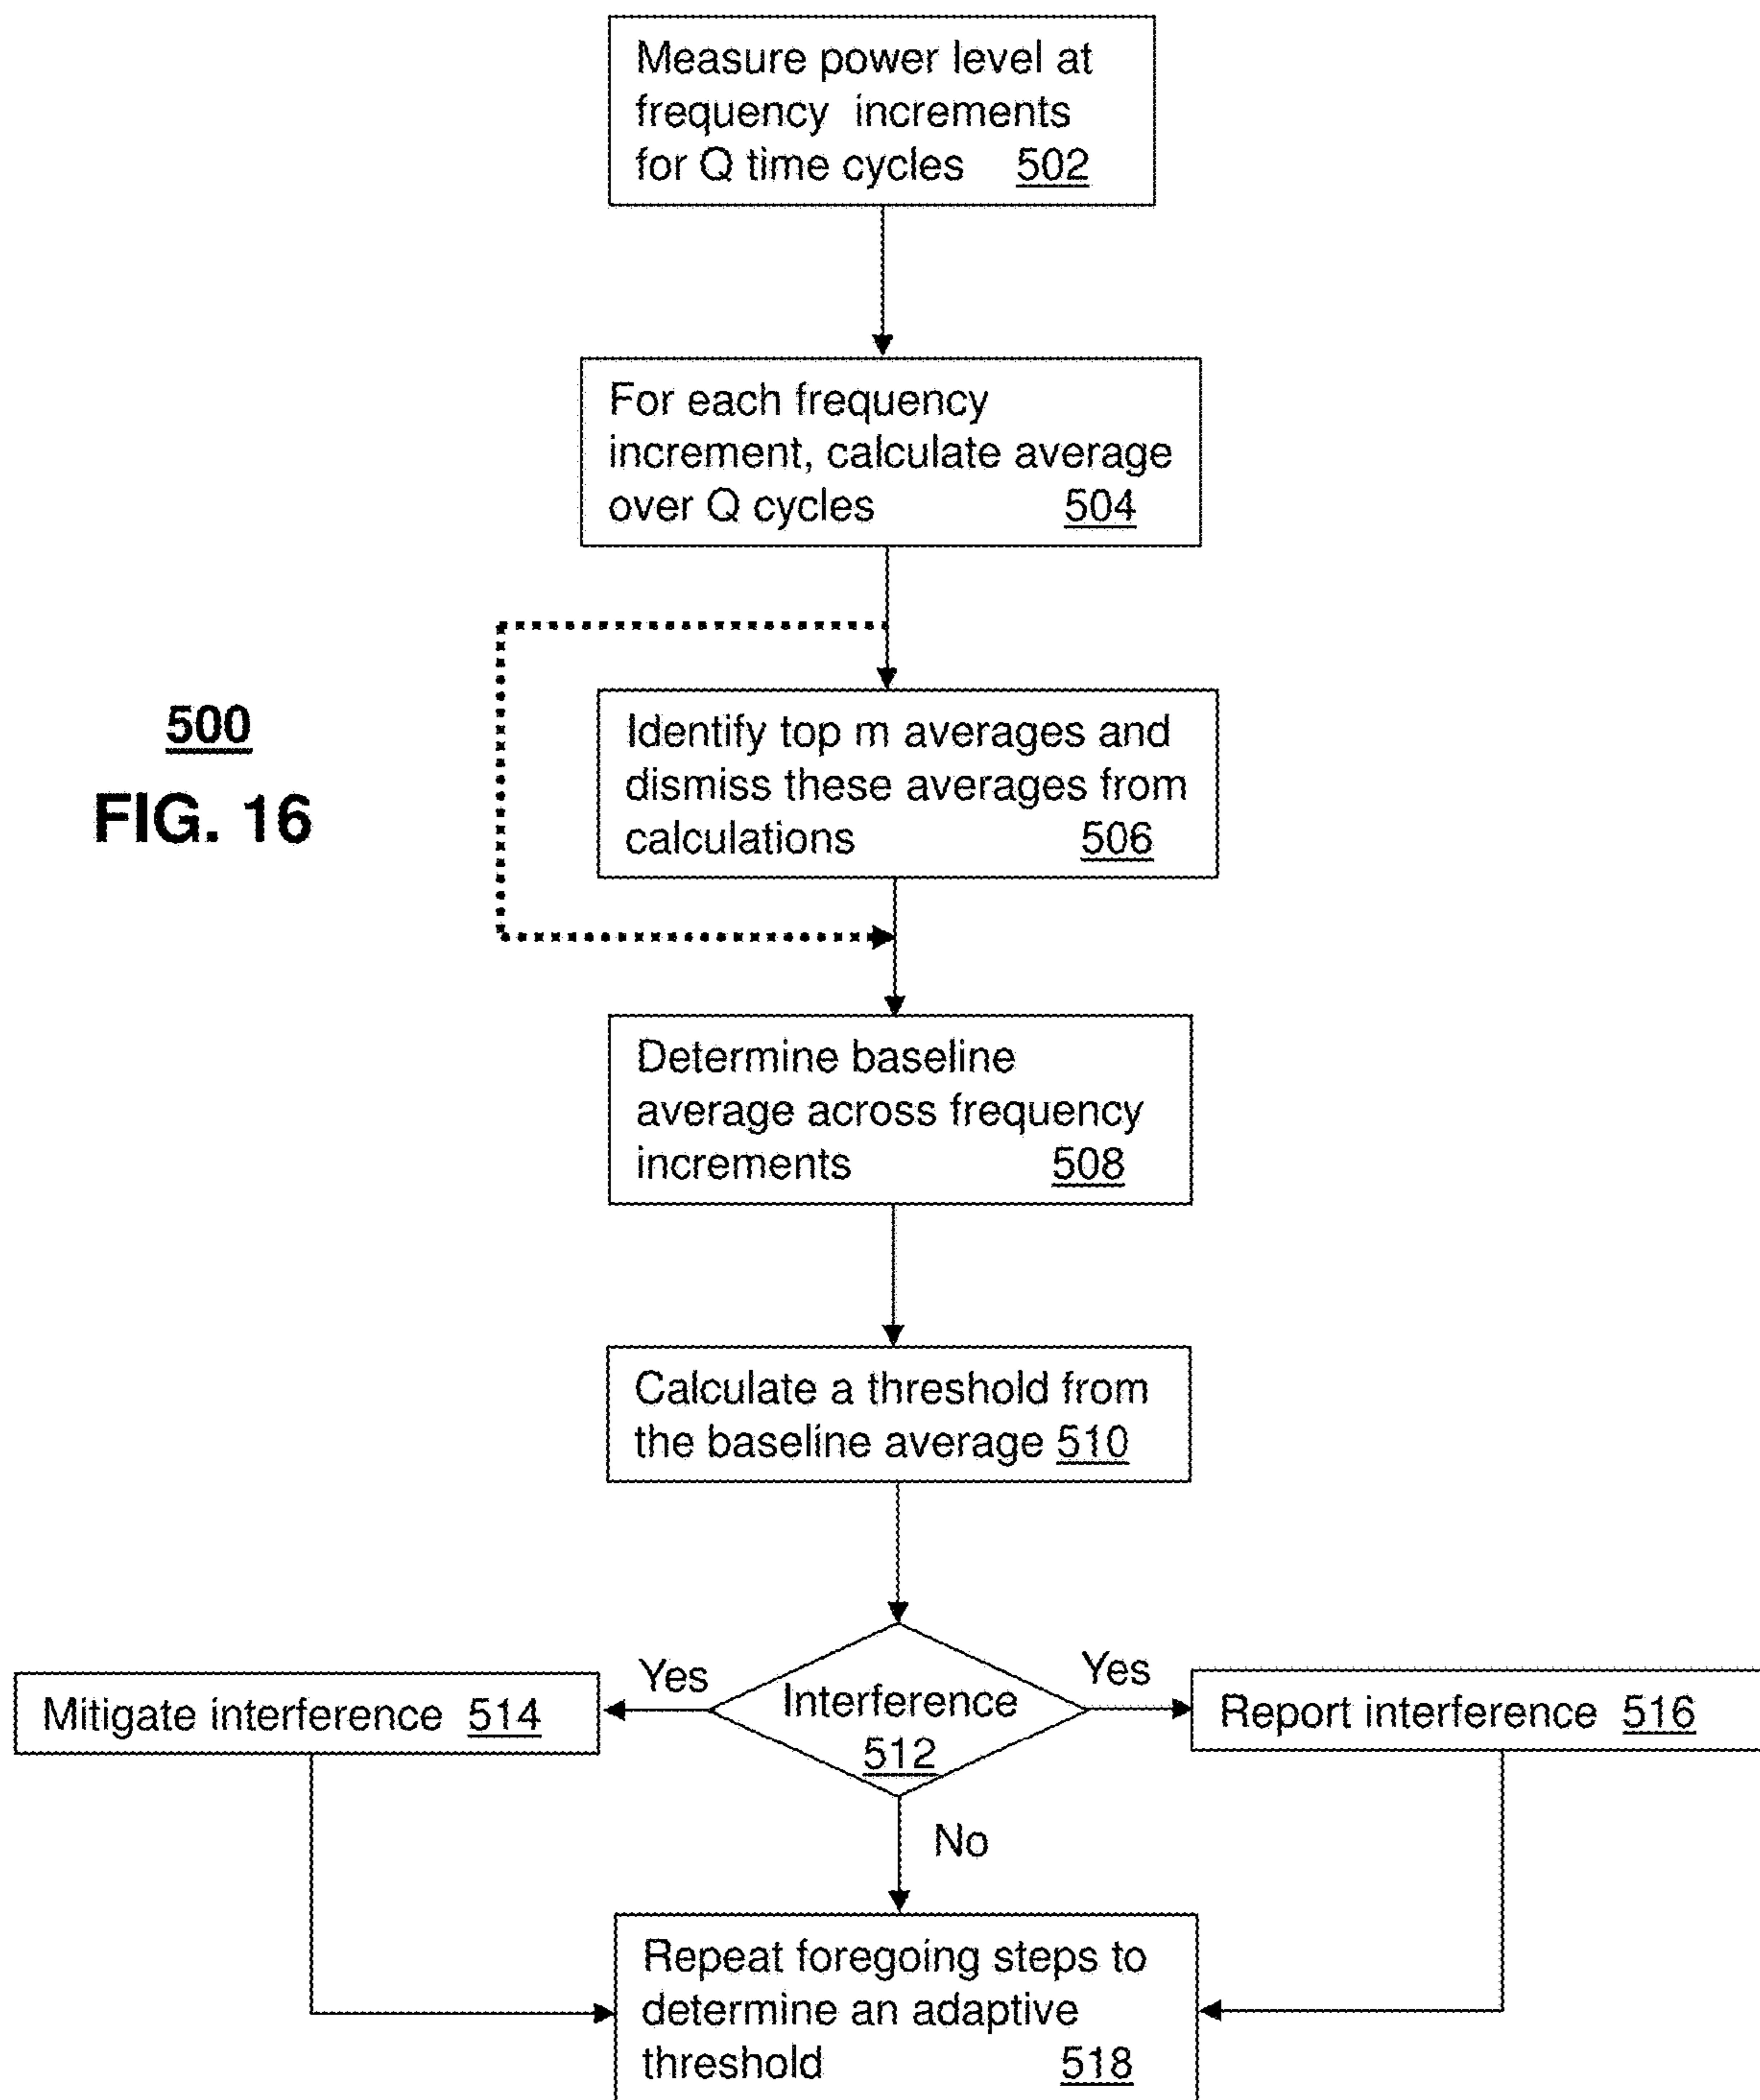 Measure power level at
frequency increments
for Q time cycles 502
For each frequency
increment, calculate average
over Q cycles 504
500
FIG. 16
Identify top m averages and
dismiss these averages from
calculations 506
Determine baseline
average across frequency
increments 508
Calculate a threshold from
the baseline average 510
Yes
Yes
Mitigate interference 514
Interference
512
Report interference 516
No
Repeat foregoing steps to
determine an adaptive
threshold 518